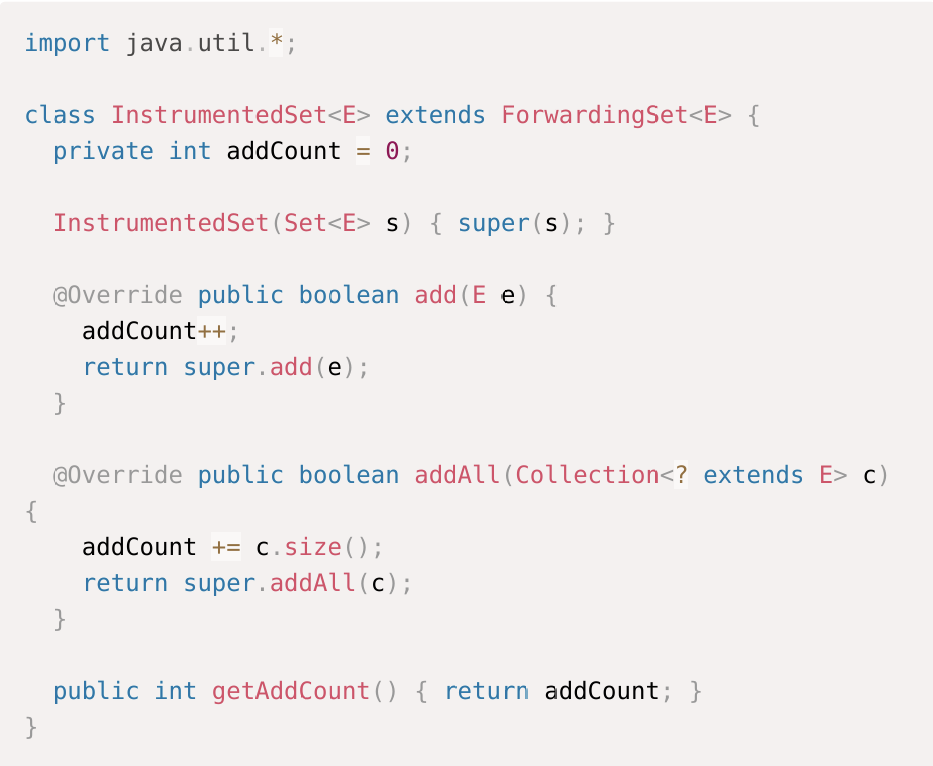 import java.util.*;

class InstrumentedSet<E> extends ForwardingSet<E> {
  private int addCount = 0;

  InstrumentedSet(Set<E> s) { super(s); }

  @Override public boolean add(E e) {
    addCount++;
    return super.add(e);
  }

  @Override public boolean addAll(Collection<? extends E> c)
{
    addCount += c.size();
    return super.addAll(c);
  }

  public int getAddCount() { return addCount; }
}